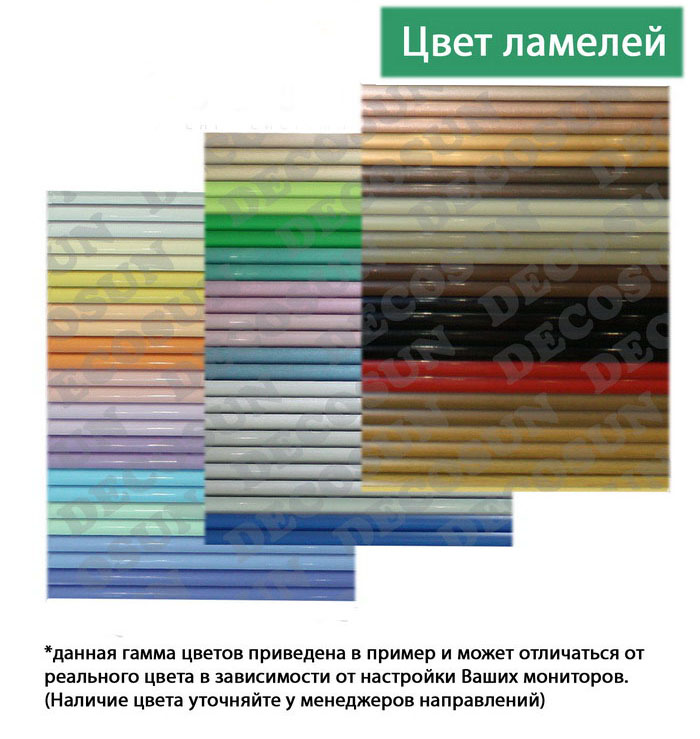 Цвет ламелей
DECOSUN
*данная гамма цветов приведена в пример и может отличаться от
реального цвета в зависимости от настройки Ваших мониторов.
(Наличие цвета уточняйте у менеджеров направлений)